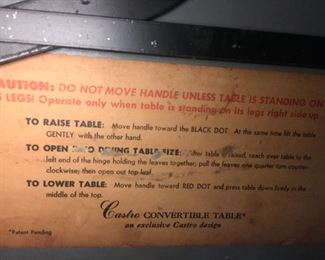 CAUTION: DO NOT MOVE HANDLE UNLESS TABLE IS STANDING ON
LEGS! Operate only when table is standing on its legs right side up.
TO RAISE TABLE: Move handle toward the BLACK DOT. At the same time lift the table
GENTLY with the other hand.
TO OPEN INTO DINING TABLE SIZE: After table is raised, reach over table to the
left end of hinge holding the leaves together; pull the leaves one quarter turn counter-
clockwise; then open out top leaf.
TO LOWER TABLE: Move handle toward RED DOT and press table down firmly in the
middle of the top.
Castro CONVERTIBLE TABLE*
an exclusive Castro design
*Patent Pending